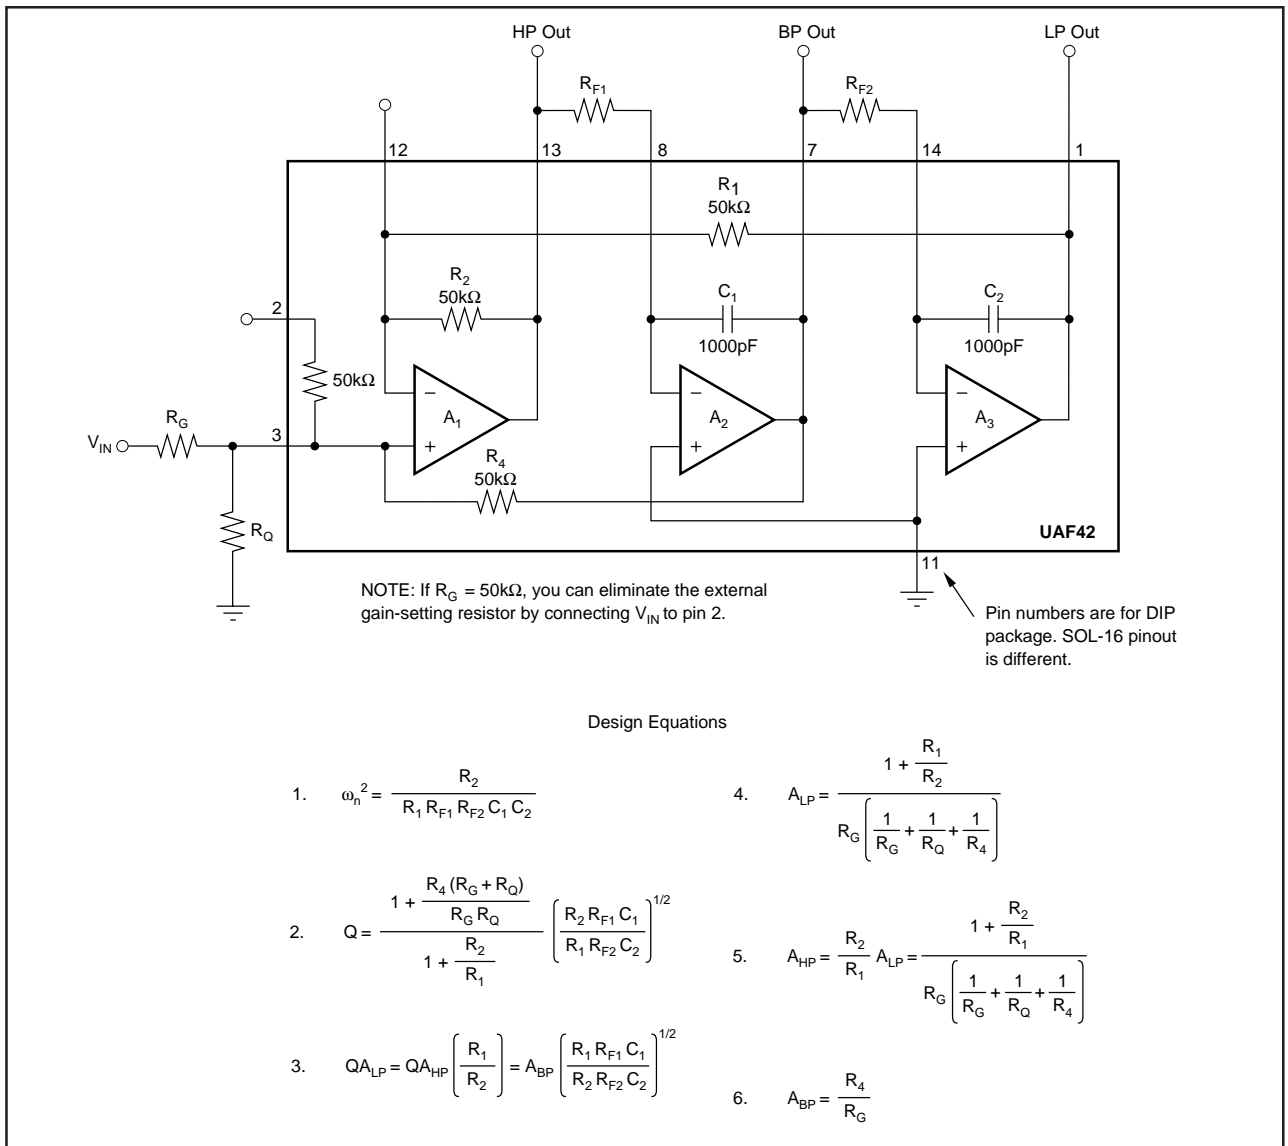 HP Out BP Out LP Out
R_F1 R_F2
12 13 8 7 14 1
R_1
50kΩ
R_2
50kΩ
C_1
1000pF
C_2
1000pF
2
50kΩ
A_1
A_2
A_3
− − −
+ + +
V_IN
R_G
3
R_4
50kΩ
R_Q
UAF42
11
NOTE: If R_G = 50kΩ, you can eliminate the external
gain-setting resistor by connecting V_IN to pin 2.
Pin numbers are for DIP
package. SOL-16 pinout
is different.
Design Equations
1. ω_n^2 = R_2 / (R_1 R_F1 R_F2 C_1 C_2)
2. Q = (1 + R_4 (R_G + R_Q) / (R_G R_Q)) / (1 + R_2 / R_1) (R_2 R_F1 C_1 / (R_1 R_F2 C_2))^1/2
3. QA_LP = QA_HP (R_1 / R_2) = A_BP (R_1 R_F1 C_1 / (R_2 R_F2 C_2))^1/2
4. A_LP = (1 + R_1 / R_2) / (R_G (1 / R_G + 1 / R_Q + 1 / R_4))
5. A_HP = R_2 / R_1 A_LP = (1 + R_2 / R_1) / (R_G (1 / R_G + 1 / R_Q + 1 / R_4))
6. A_BP = R_4 / R_G